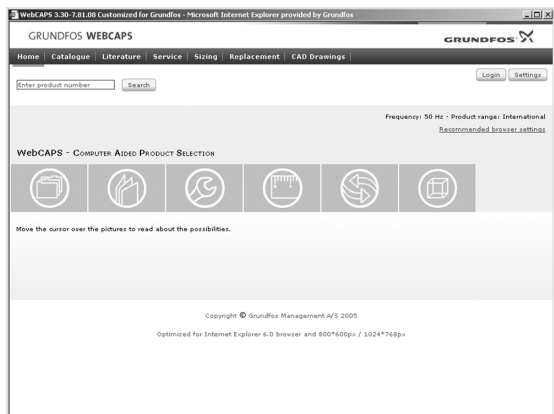 WebCAPS 3.30-7.81.08 Customized for Grundfos - Microsoft Internet Explorer provided by Grundfos
GRUNDFOS WEBCAPS
GRUNDFOS
Home | Catalogue | Literature | Service | Sizing | Replacement | CAD Drawings |
Login Settings
Enter product number Search
Frequency: 50 Hz - Product range: International
Recommended browser settings
WebCAPS - Computer Aided Product Selection
Move the cursor over the pictures to read about the possibilities.
Copyright © Grundfos Management A/S 2005
Optimized for Internet Explorer 6.0 browser and 800*600px / 1024*768px